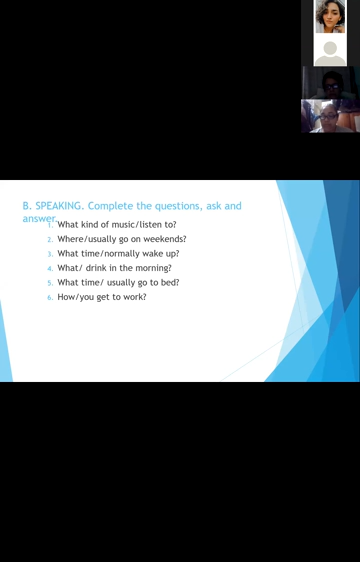 B. SPEAKING. Complete the questions, ask and
answer.
1. What kind of music/listen to?
2. Where/usually go on weekends?
3. What time/normally wake up?
4. What/ drink in the morning?
5. What time/ usually go to bed?
6. How/you get to work?